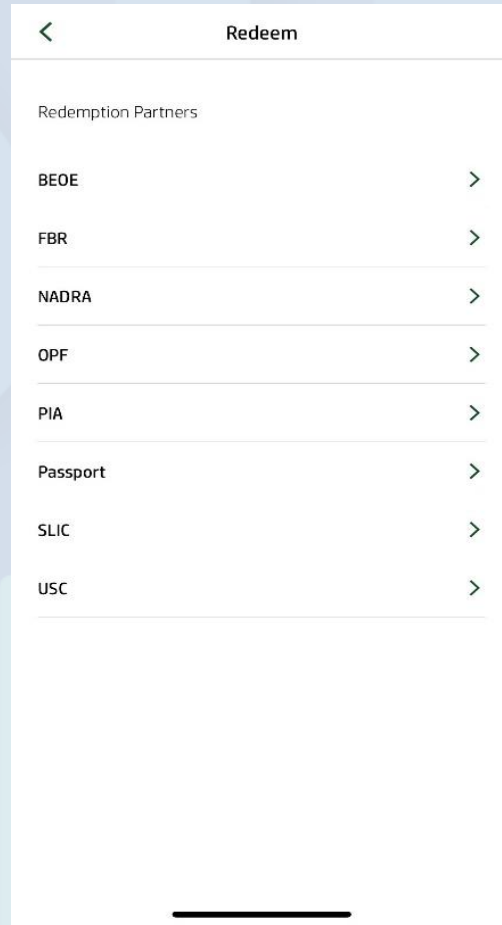 Redeem
Redemption Partners
BEOE
FBR
NADRA
OPF
PIA
Passport
SLIC
USC